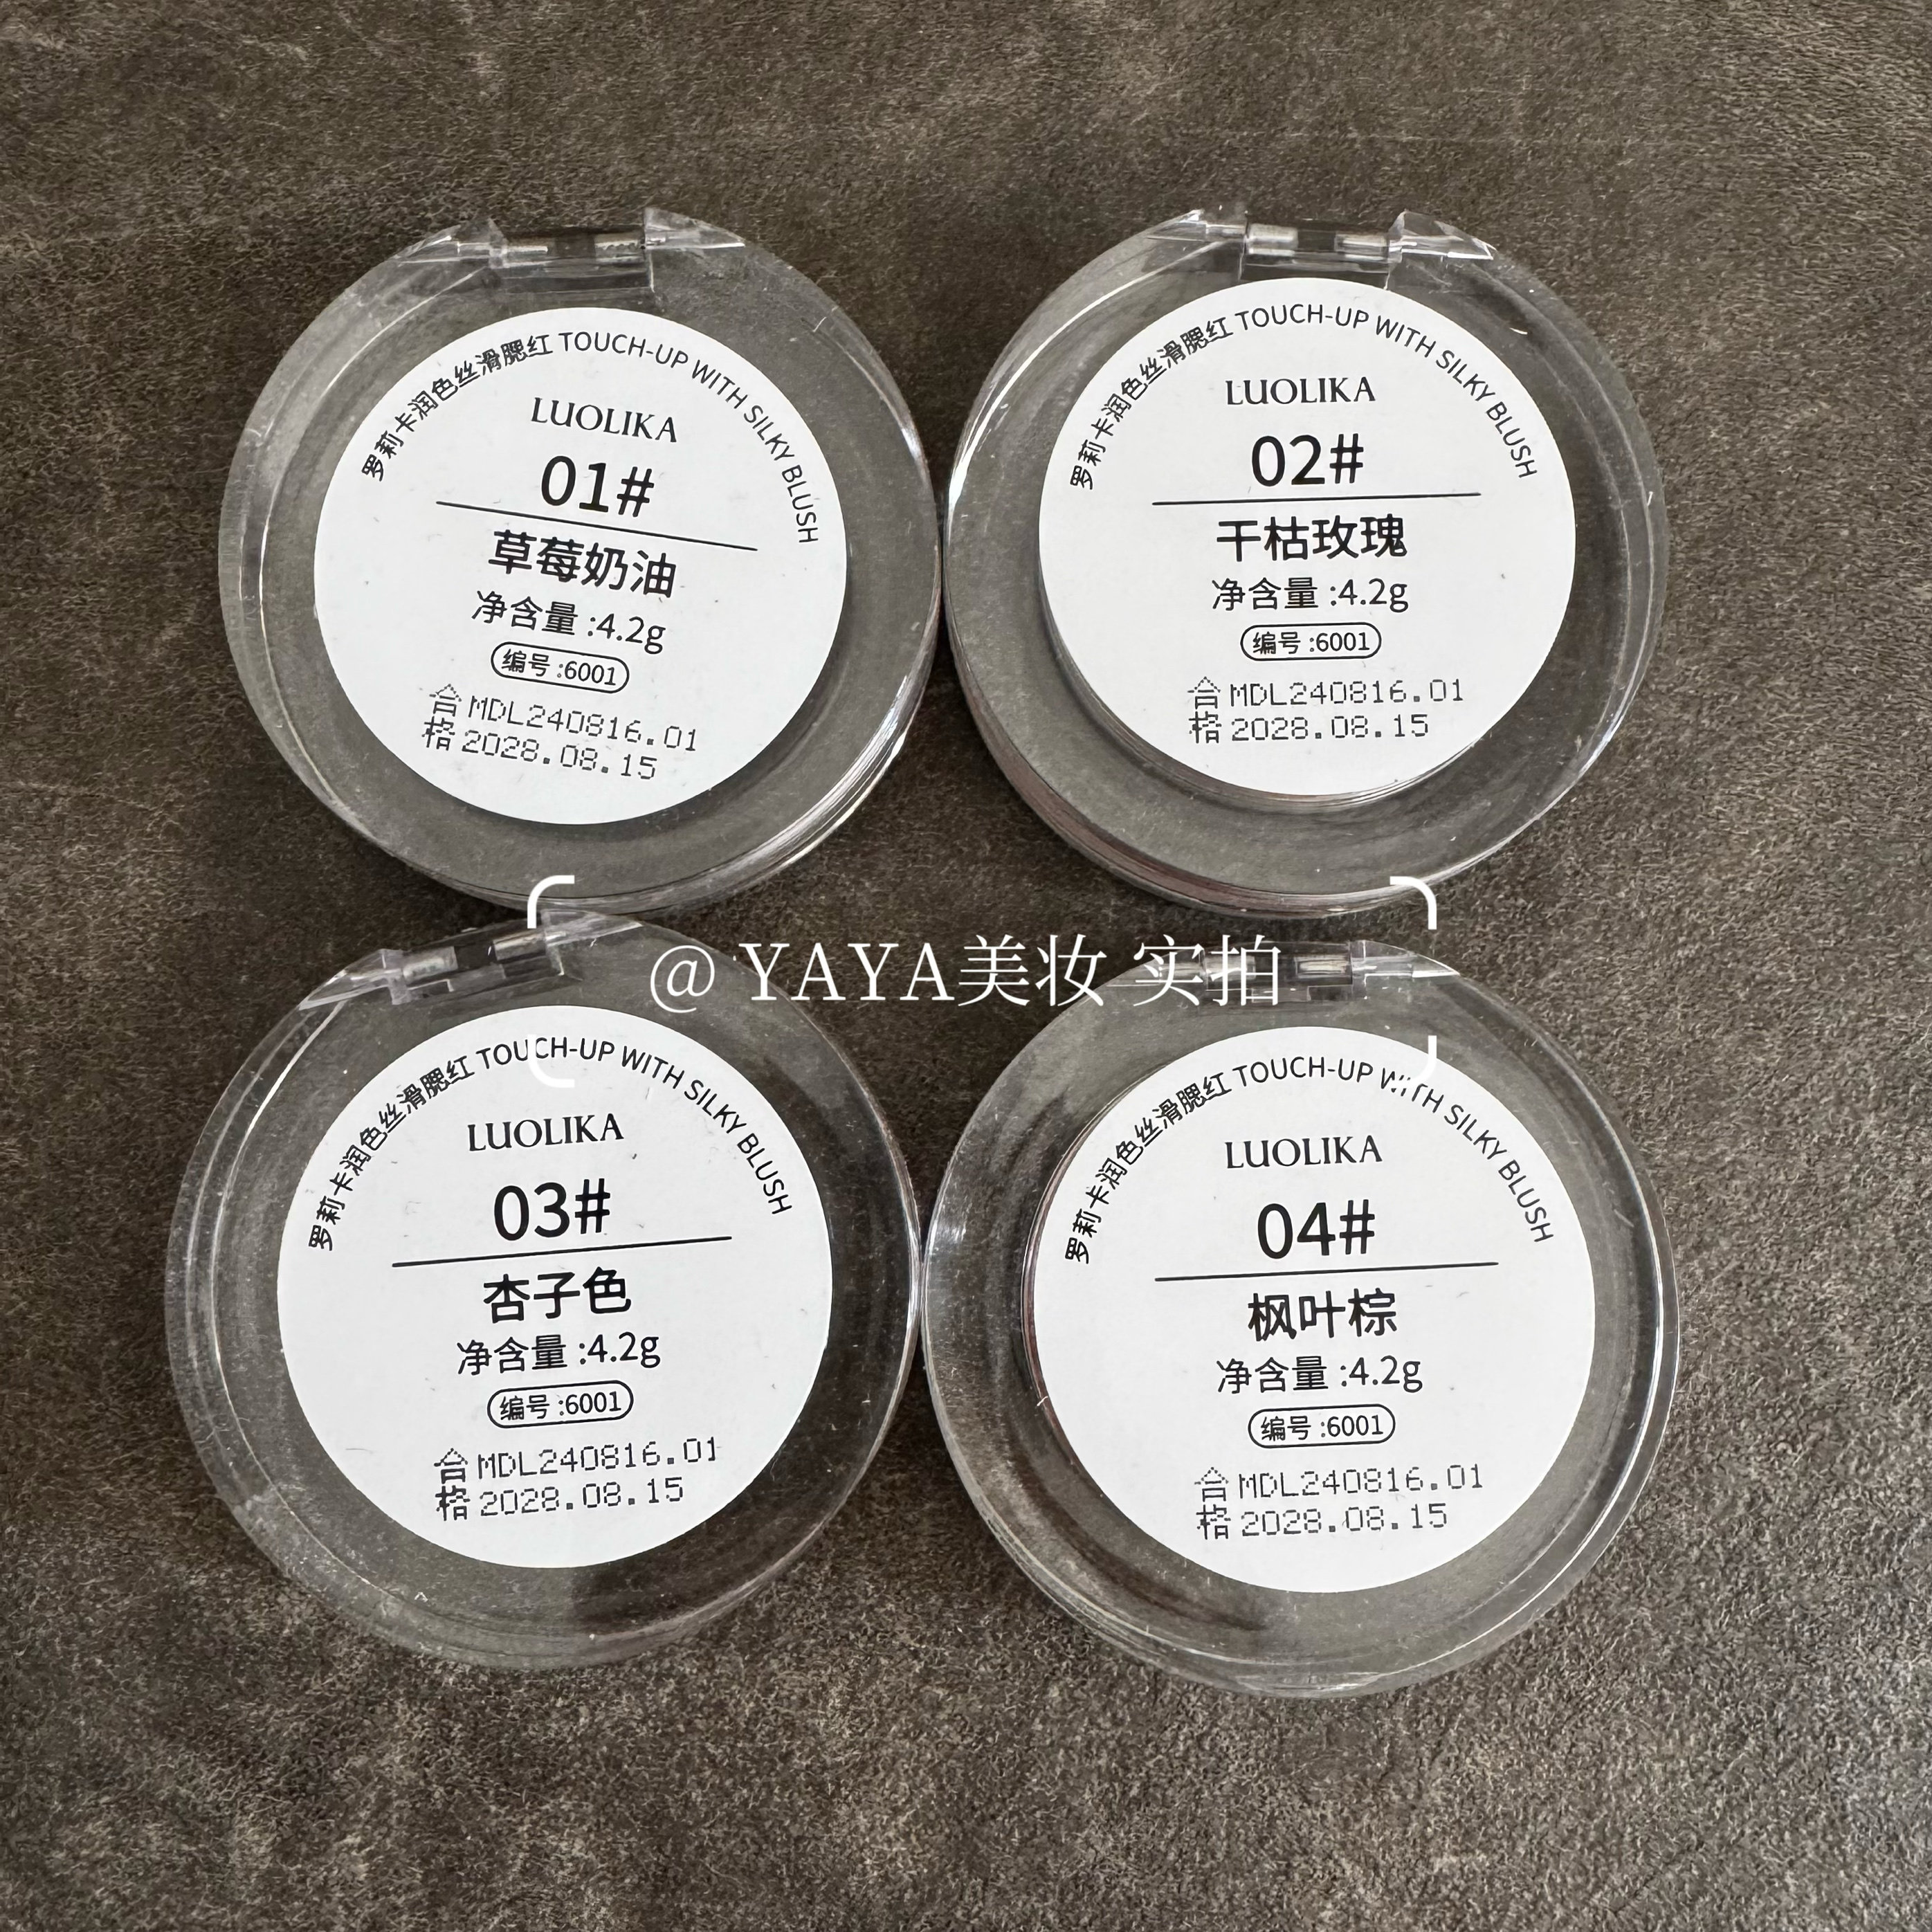 罗莉卡润色丝滑腮红 TOUCH-UP WITH SILKY BLUSH
LUOLIKA
01#
草莓奶油
净含量 :4.2g
编号 :6001
合 MDL240816.01
格 2028.08.15
罗莉卡润色丝滑腮红 TOUCH-UP WITH SILKY BLUSH
LUOLIKA
02#
干枯玫瑰
净含量 :4.2g
编号 :6001
合 MDL240816.01
格 2028.08.15
@ YAYA美妆 实拍
罗莉卡润色丝滑腮红 TOUCH-UP WITH SILKY BLUSH
LUOLIKA
03#
杏子色
净含量 :4.2g
编号 :6001
合 MDL240816.01
格 2028.08.15
罗莉卡润色丝滑腮红 TOUCH-UP WITH SILKY BLUSH
LUOLIKA
04#
枫叶棕
净含量 :4.2g
编号 :6001
合 MDL240816.01
格 2028.08.15